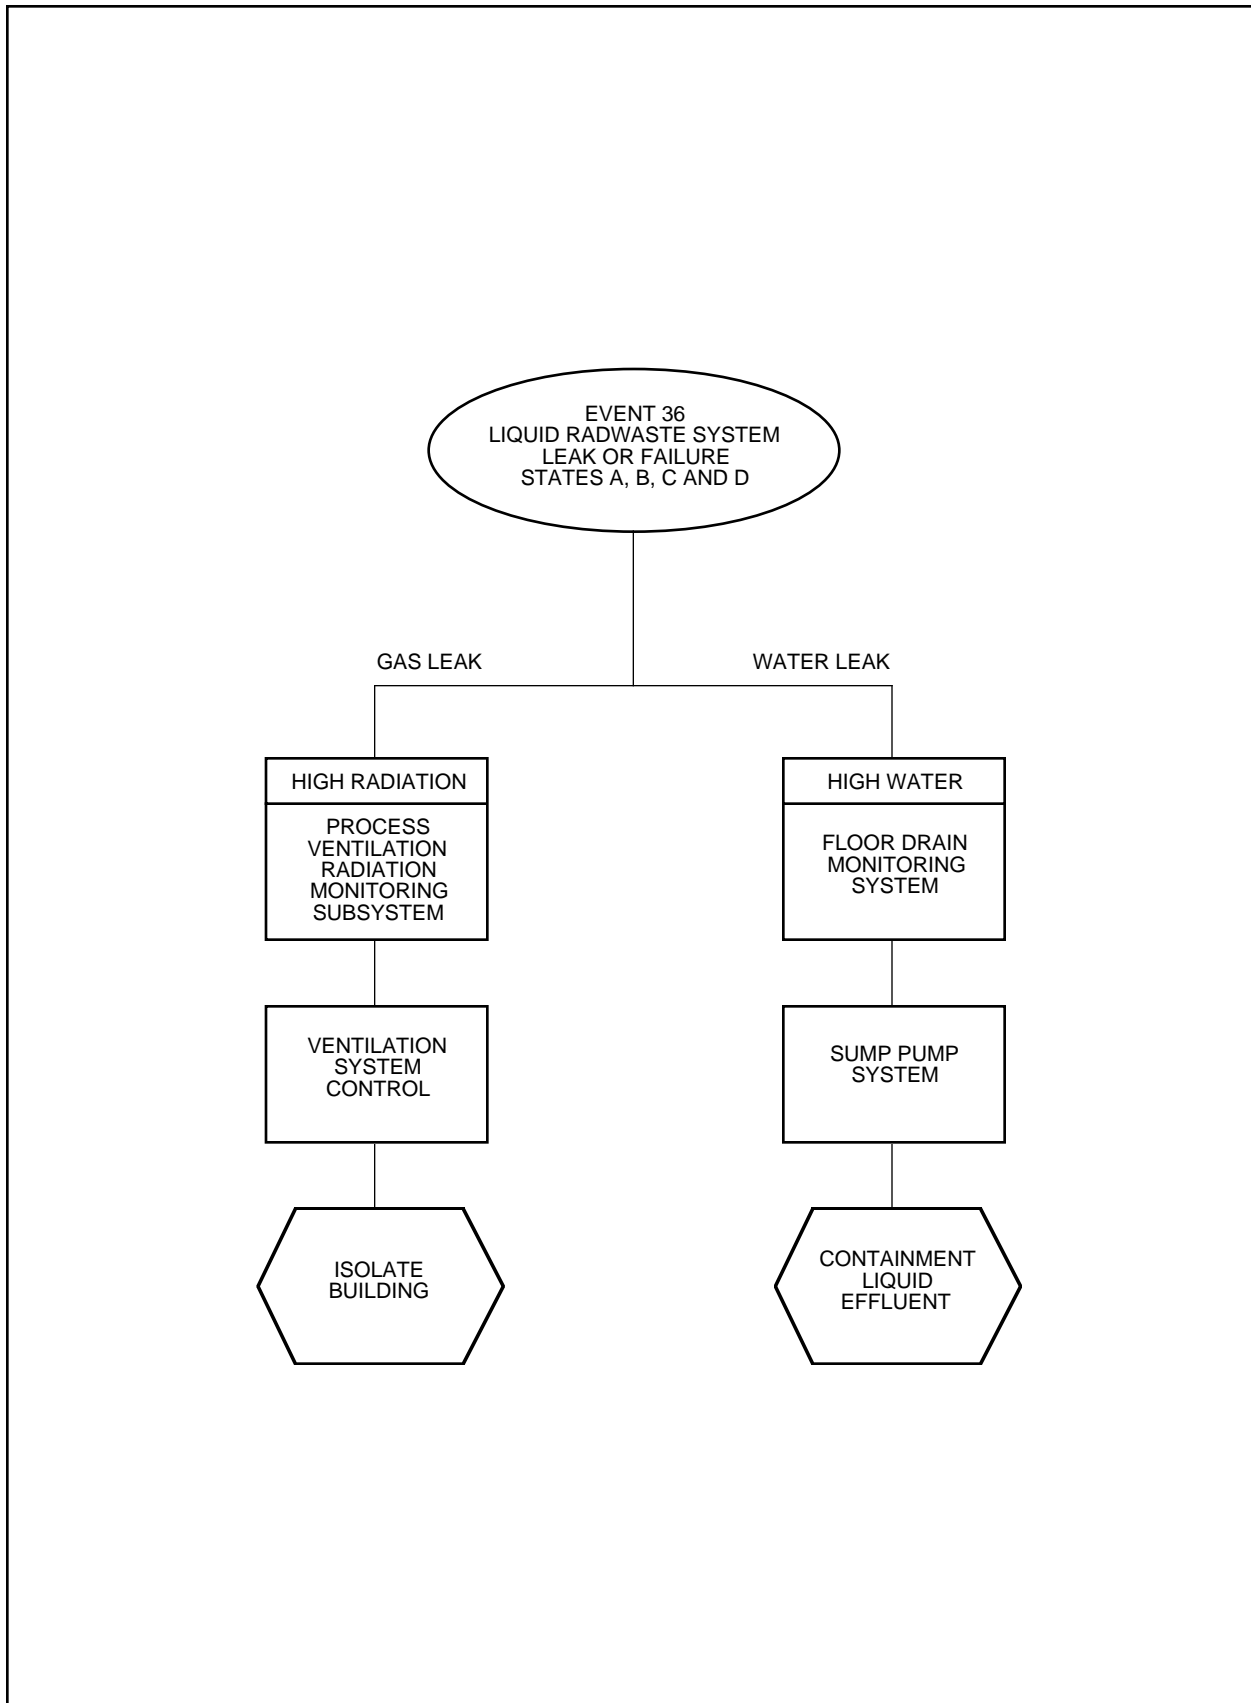 EVENT 36
LIQUID RADWASTE SYSTEM
LEAK OR FAILURE
STATES A, B, C AND D
GAS LEAK
WATER LEAK
HIGH RADIATION
PROCESS
VENTILATION
RADIATION
MONITORING
SUBSYSTEM
HIGH WATER
FLOOR DRAIN
MONITORING
SYSTEM
VENTILATION
SYSTEM
CONTROL
SUMP PUMP
SYSTEM
ISOLATE
BUILDING
CONTAINMENT
LIQUID
EFFLUENT